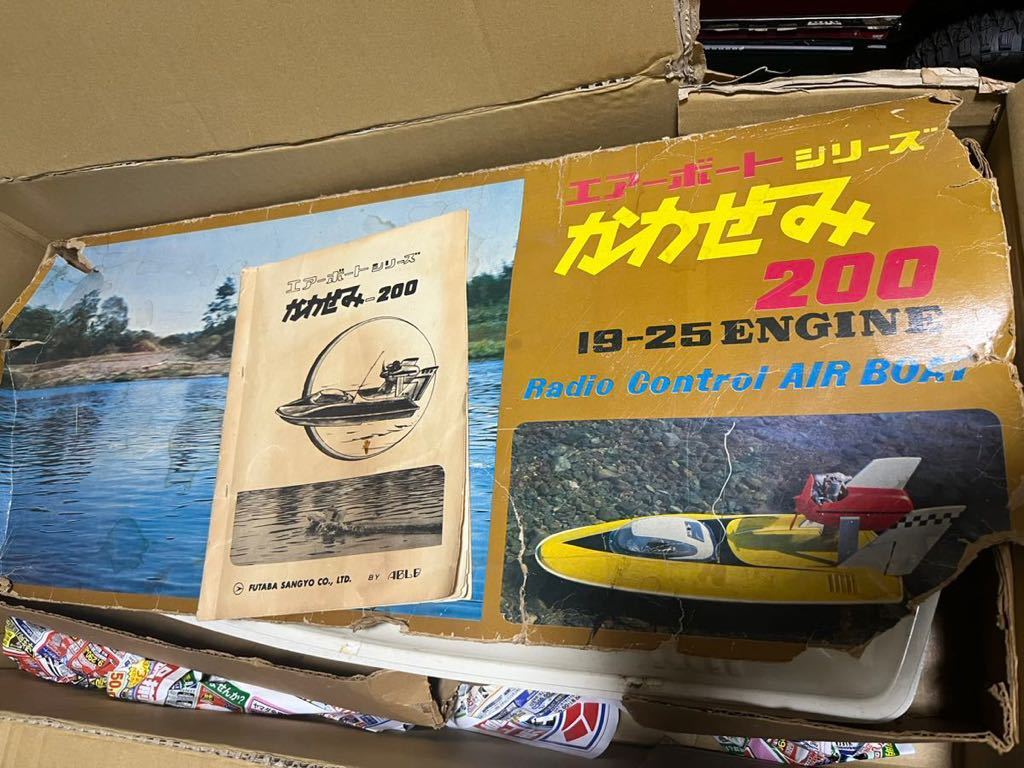 エアーボート シリーズ
かわせみ
200
19-25 ENGINE
Radio Control AIR BOAT
エアーボート シリーズ
かわせみ-200
FUTABA SANGYO CO., LTD. BY ABLE